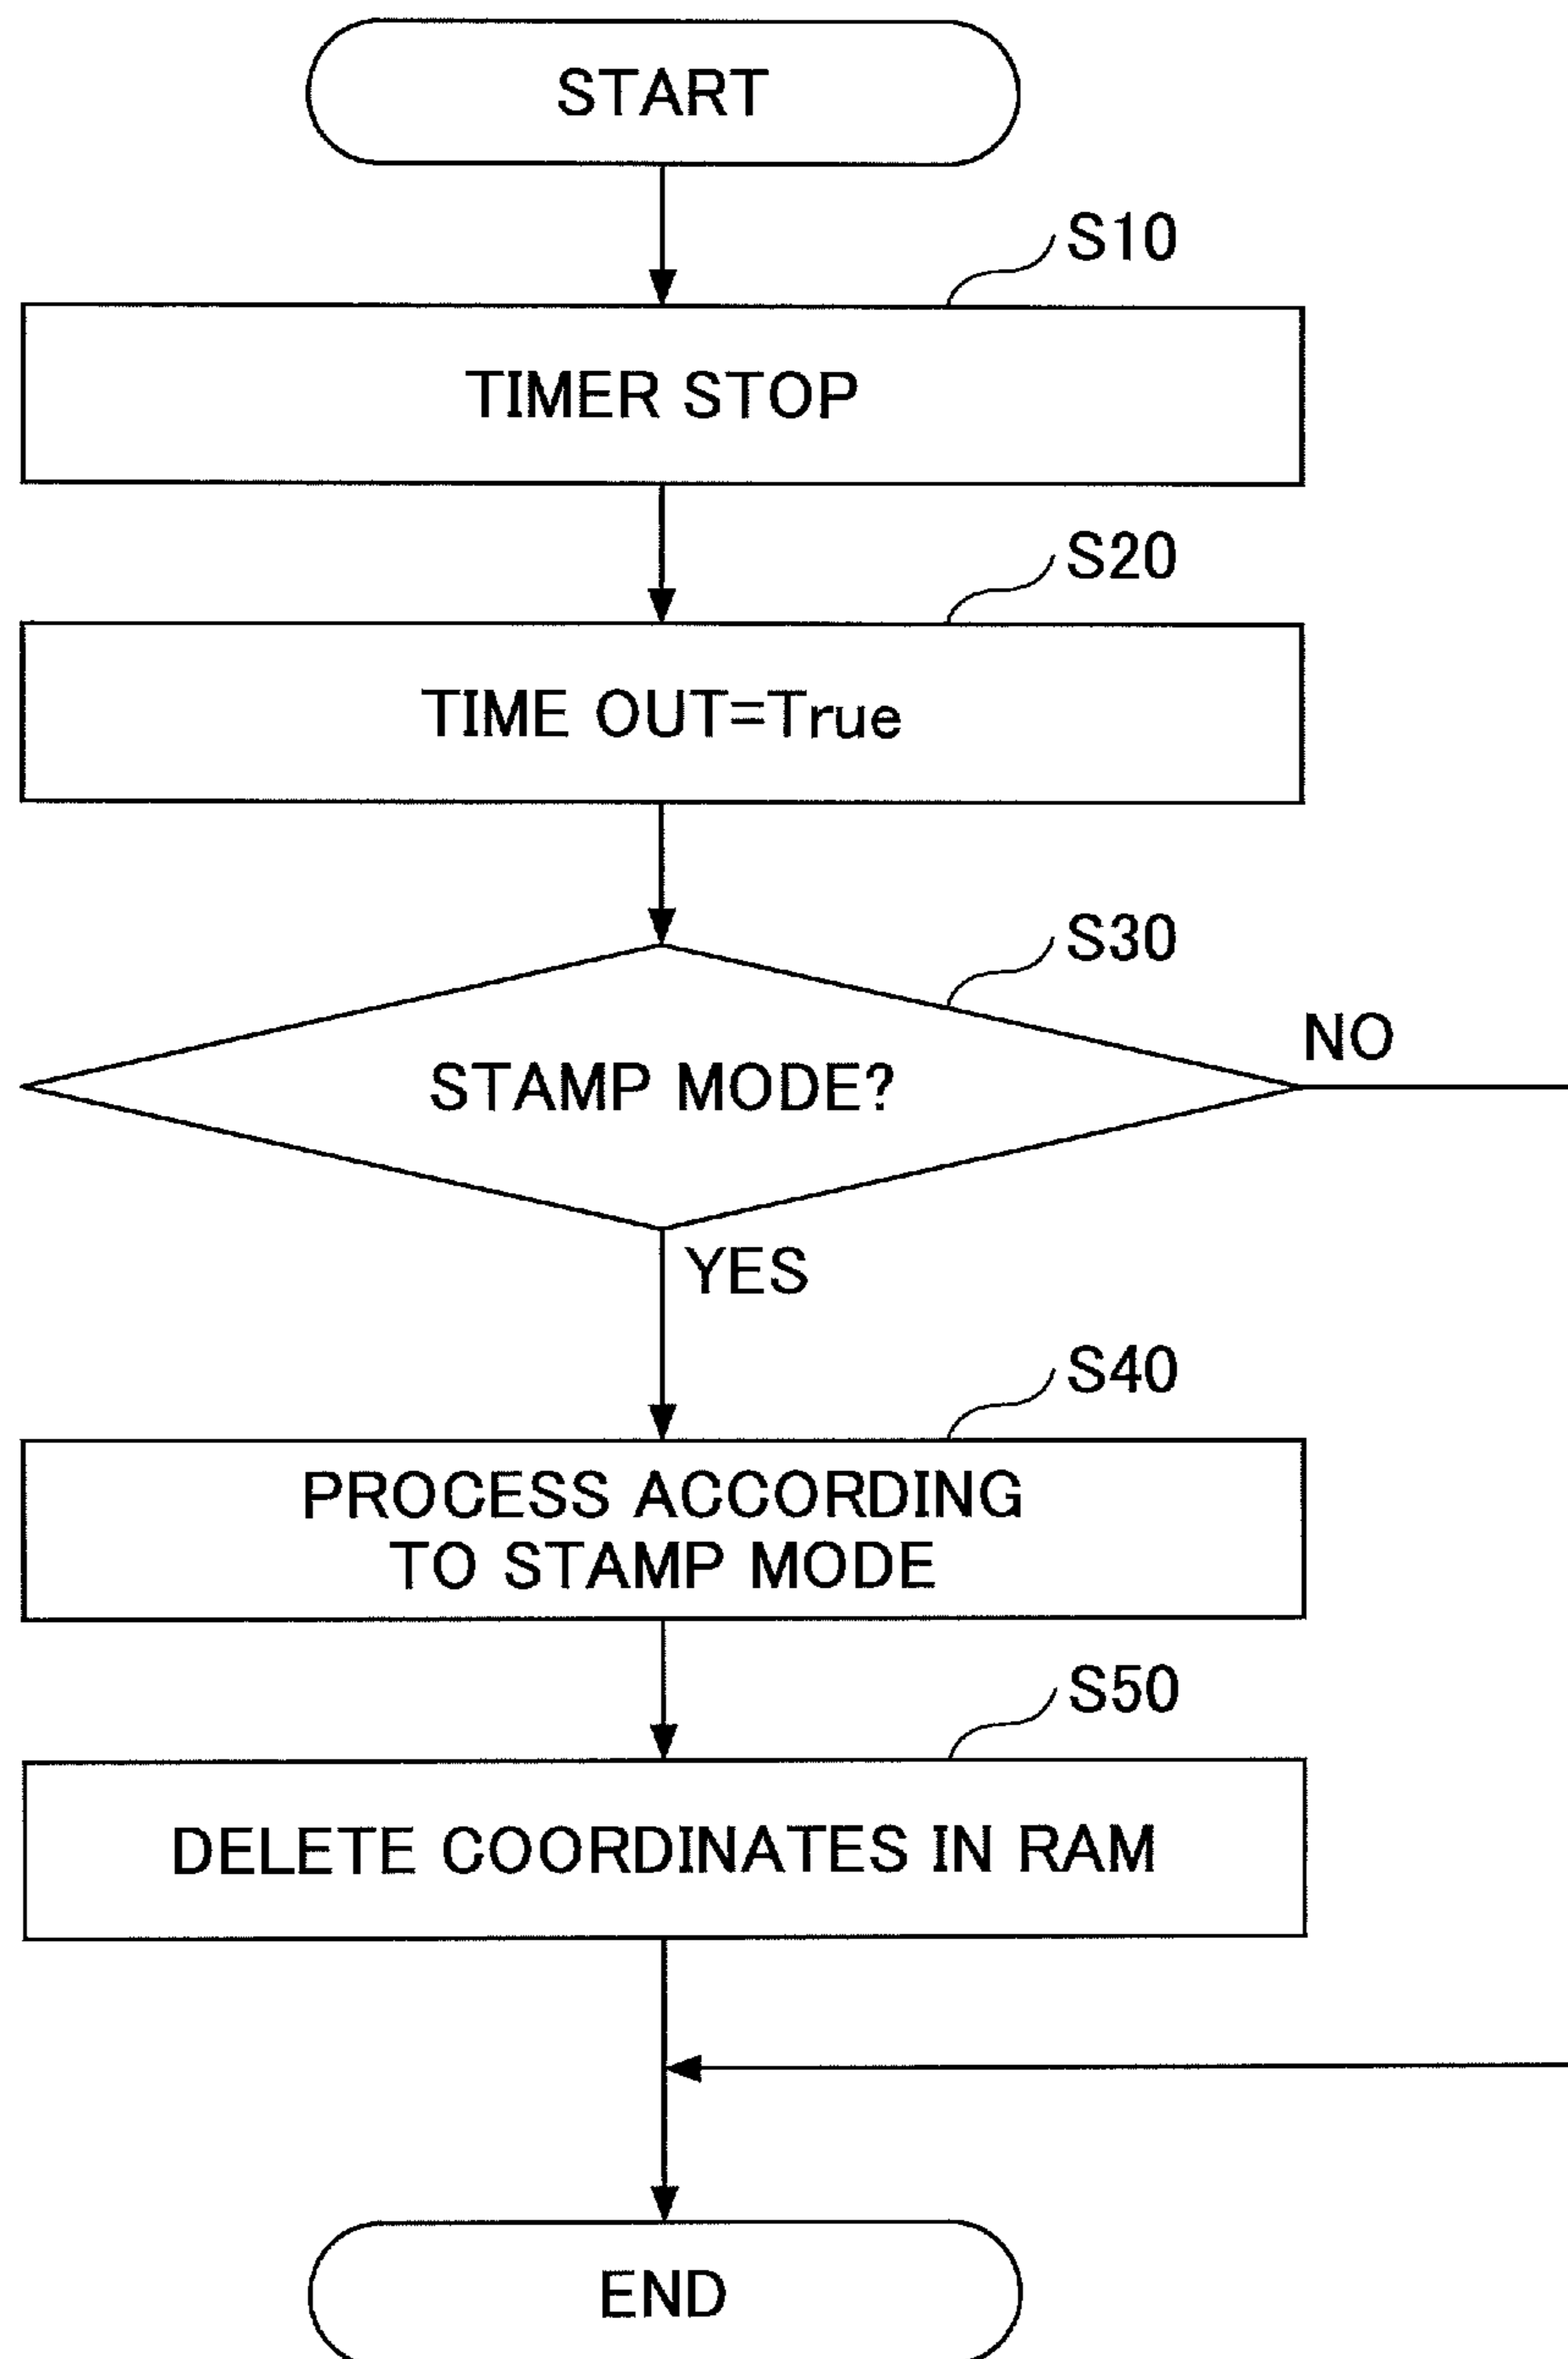 START
S10
TIMER STOP
S20
TIME OUT=True
S30
NO
STAMP MODE?
YES
S40
PROCESS ACCORDING
TO STAMP MODE
S50
DELETE COORDINATES IN RAM
END